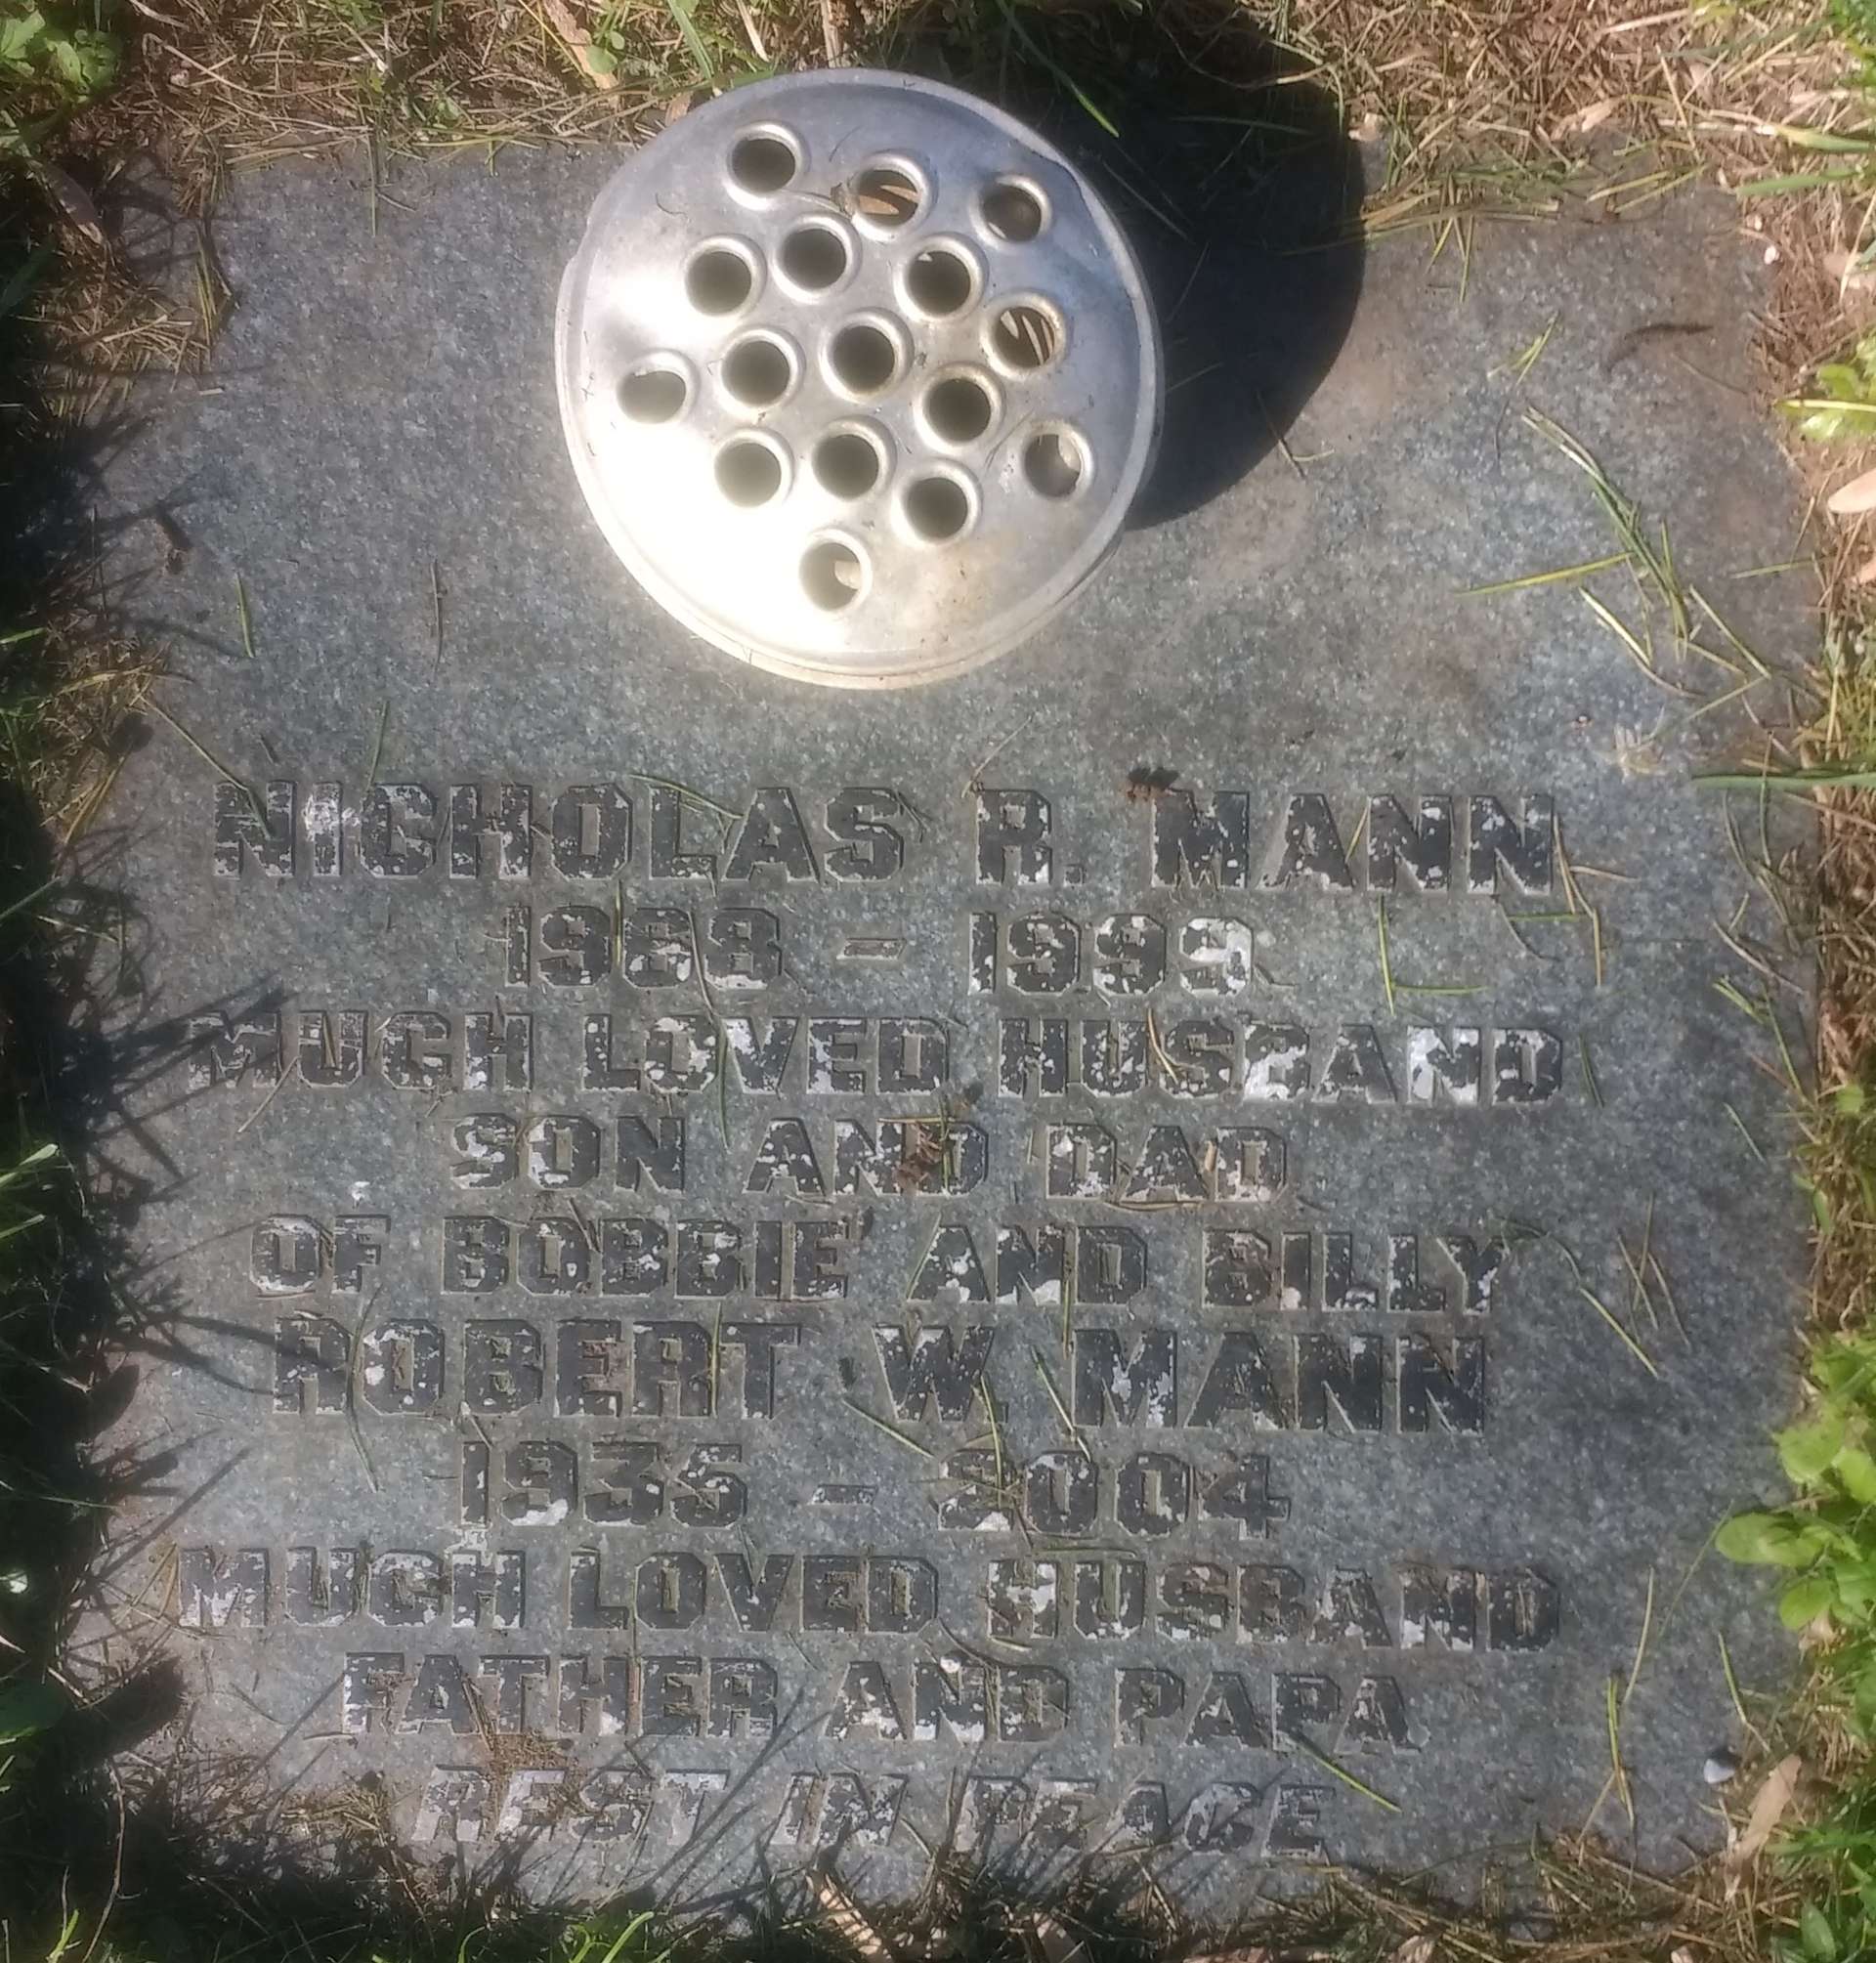 NICHOLAS R. MANN
1968 - 1999
MUCH LOVED HUSBAND
SON AND DAD
OF BOBBIE AND BILLY
ROBERT W. MANN
1935 - 2004
MUCH LOVED HUSBAND
FATHER AND PAPA
REST IN PEACE